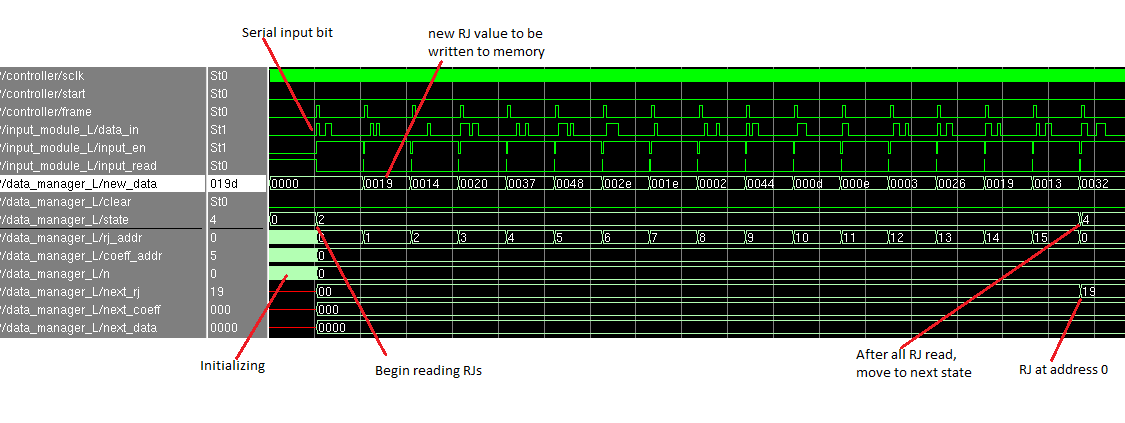 Serial input bit
new RJ value to be
written to memory
/controller/sclk St0
/controller/start St0
/controller/frame St0
/input_module_L/data_in St1
/input_module_L/input_en St1
/input_module_L/input_read St0
/data_manager_L/new_data 019d 0000 0019 0014 0020 0037 0048 002e 001e 0002 0044 000d 000e 0003 0026 0019 0013 0032
/data_manager_L/clear St0
/data_manager_L/state 4 0 2 4
/data_manager_L/rj_addr 0 0 1 2 3 4 5 6 7 8 9 10 11 12 13 14 15 0
/data_manager_L/coeff_addr 5 0
/data_manager_L/n 0 0
/data_manager_L/next_rj 19 00 19
/data_manager_L/next_coeff 000 000
/data_manager_L/next_data 0000 0000
Initializing
Begin reading RJs
After all RJ read,
move to next state
RJ at address 0